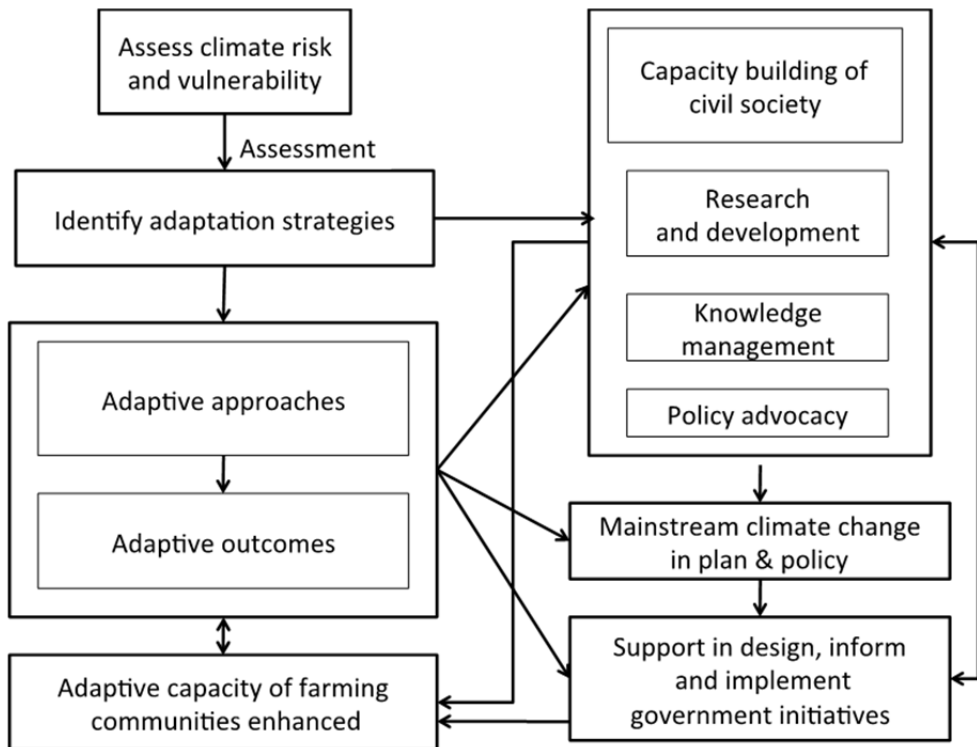 Assess climate risk
and vulnerability
Assessment
Identify adaptation strategies
Adaptive approaches
Adaptive outcomes
Adaptive capacity of farming
communities enhanced
Capacity building of
civil society
Research
and development
Knowledge
management
Policy advocacy
Mainstream climate change
in plan & policy
Support in design, inform
and implement
government initiatives